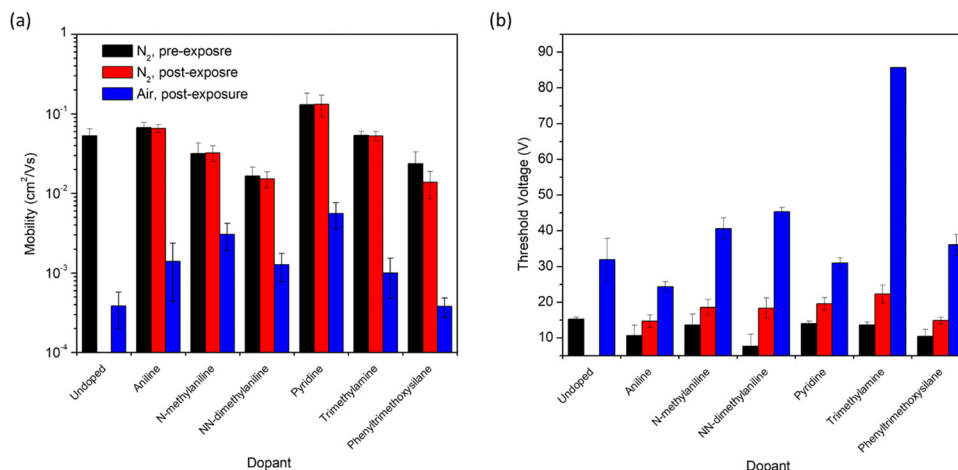 (a)
Mobility (cm²/Vs)
1
10⁻¹
10⁻²
10⁻³
10⁻⁴
N₂, pre-exposre
N₂, post-exposre
Air, post-exposure
Undoped
Aniline
N-methylaniline
NN-dimethylaniline
Pyridine
Trimethylamine
Phenyltrimethoxysilane
Dopant
(b)
Threshold Voltage (V)
90
80
70
60
50
40
30
20
10
Undoped
Aniline
N-methylaniline
NN-dimethylaniline
Pyridine
Trimethylamine
Phenyltrimethoxysilane
Dopant